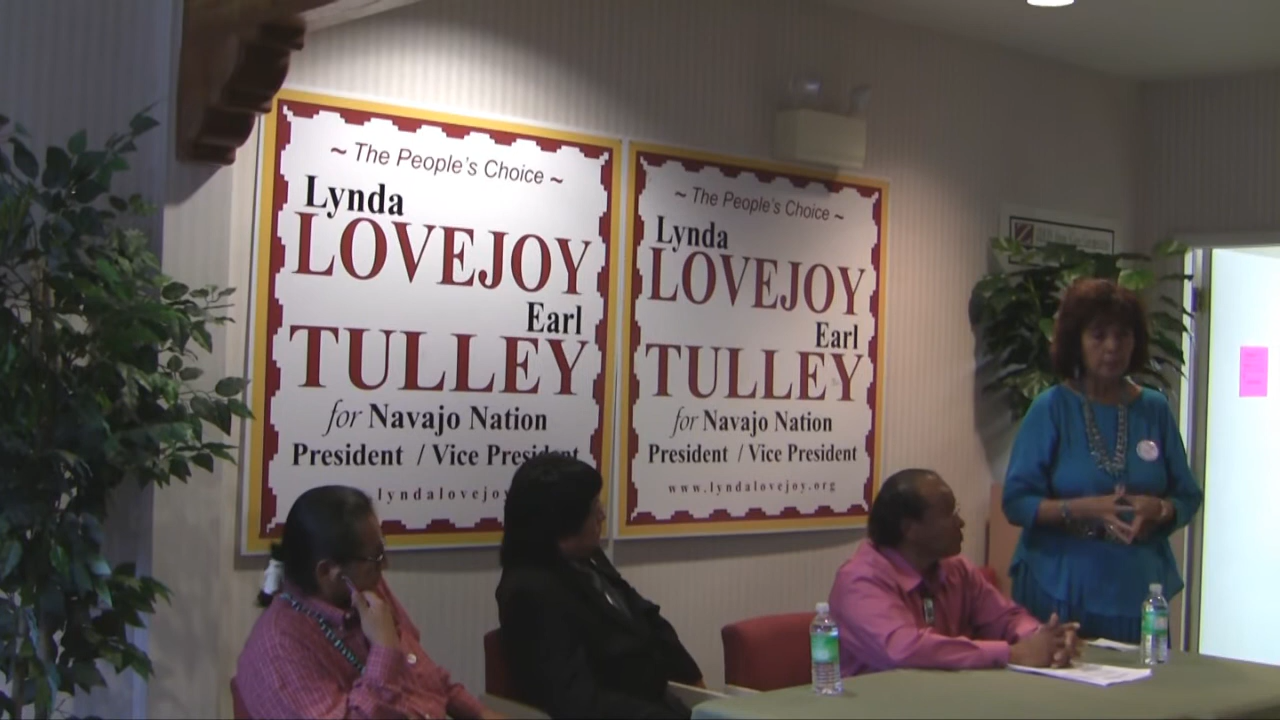 ~ The People's Choice ~
Lynda
LOVEJOY
Earl
TULLEY
for Navajo Nation
President / Vice President
lyndalovejoy
~ The People's Choice ~
Lynda
LOVEJOY
Earl
TULLEY
for Navajo Nation
President / Vice President
www.lyndalovejoy.org